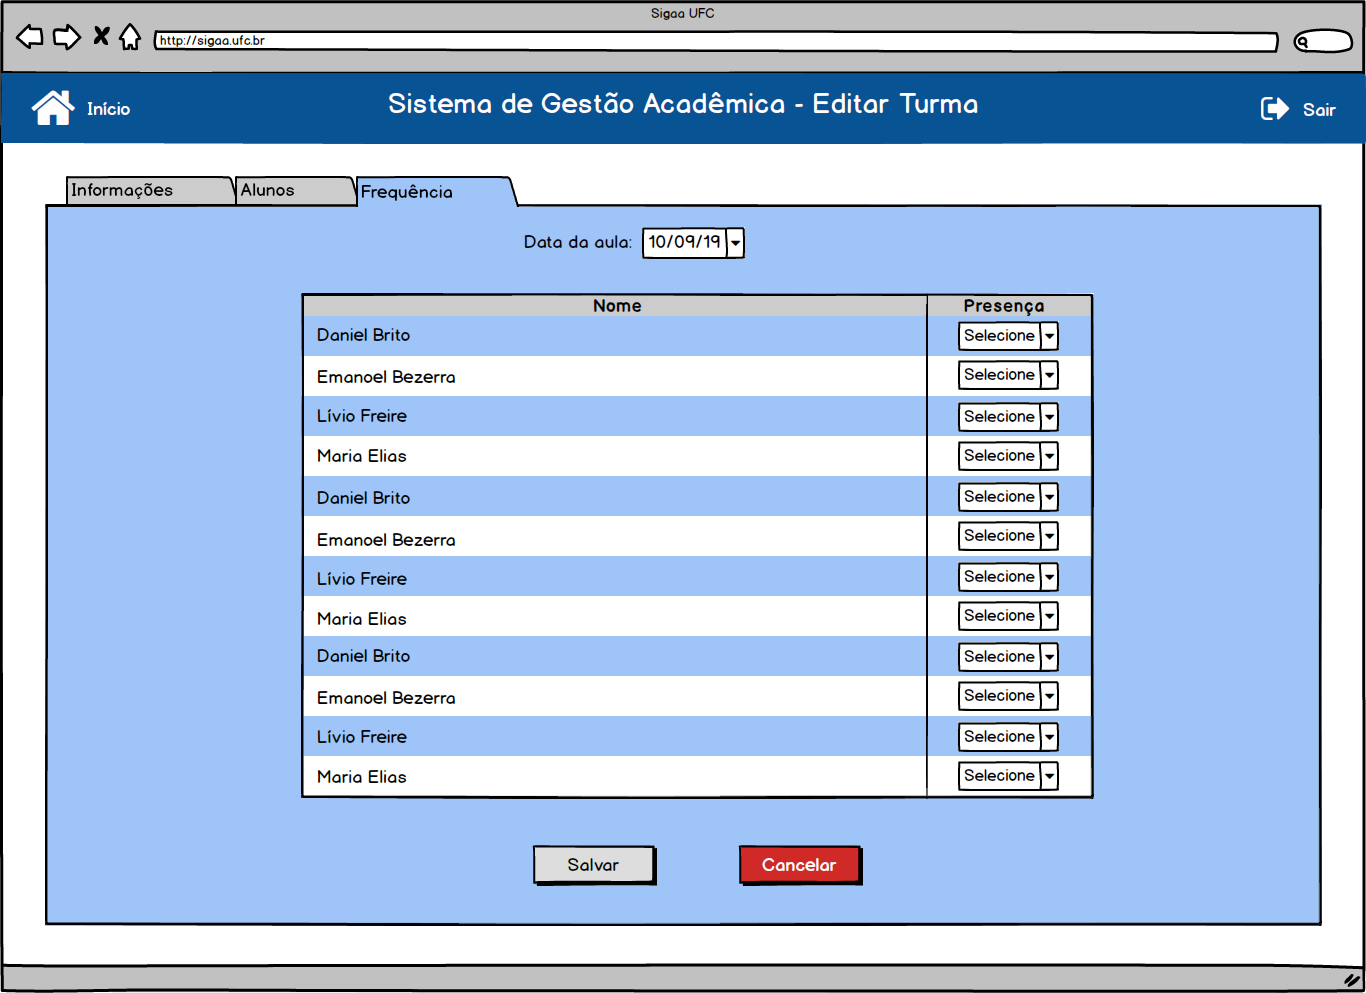 Sigaa UFC
http://sigaa.ufc.br
Início
Sistema de Gestão Acadêmica - Editar Turma
Sair
Informações Alunos Frequência
Data da aula: 10/09/19
Nome Presença
Daniel Brito Selecione
Emanoel Bezerra Selecione
Lívio Freire Selecione
Maria Elias Selecione
Daniel Brito Selecione
Emanoel Bezerra Selecione
Lívio Freire Selecione
Maria Elias Selecione
Daniel Brito Selecione
Emanoel Bezerra Selecione
Lívio Freire Selecione
Maria Elias Selecione
Salvar Cancelar